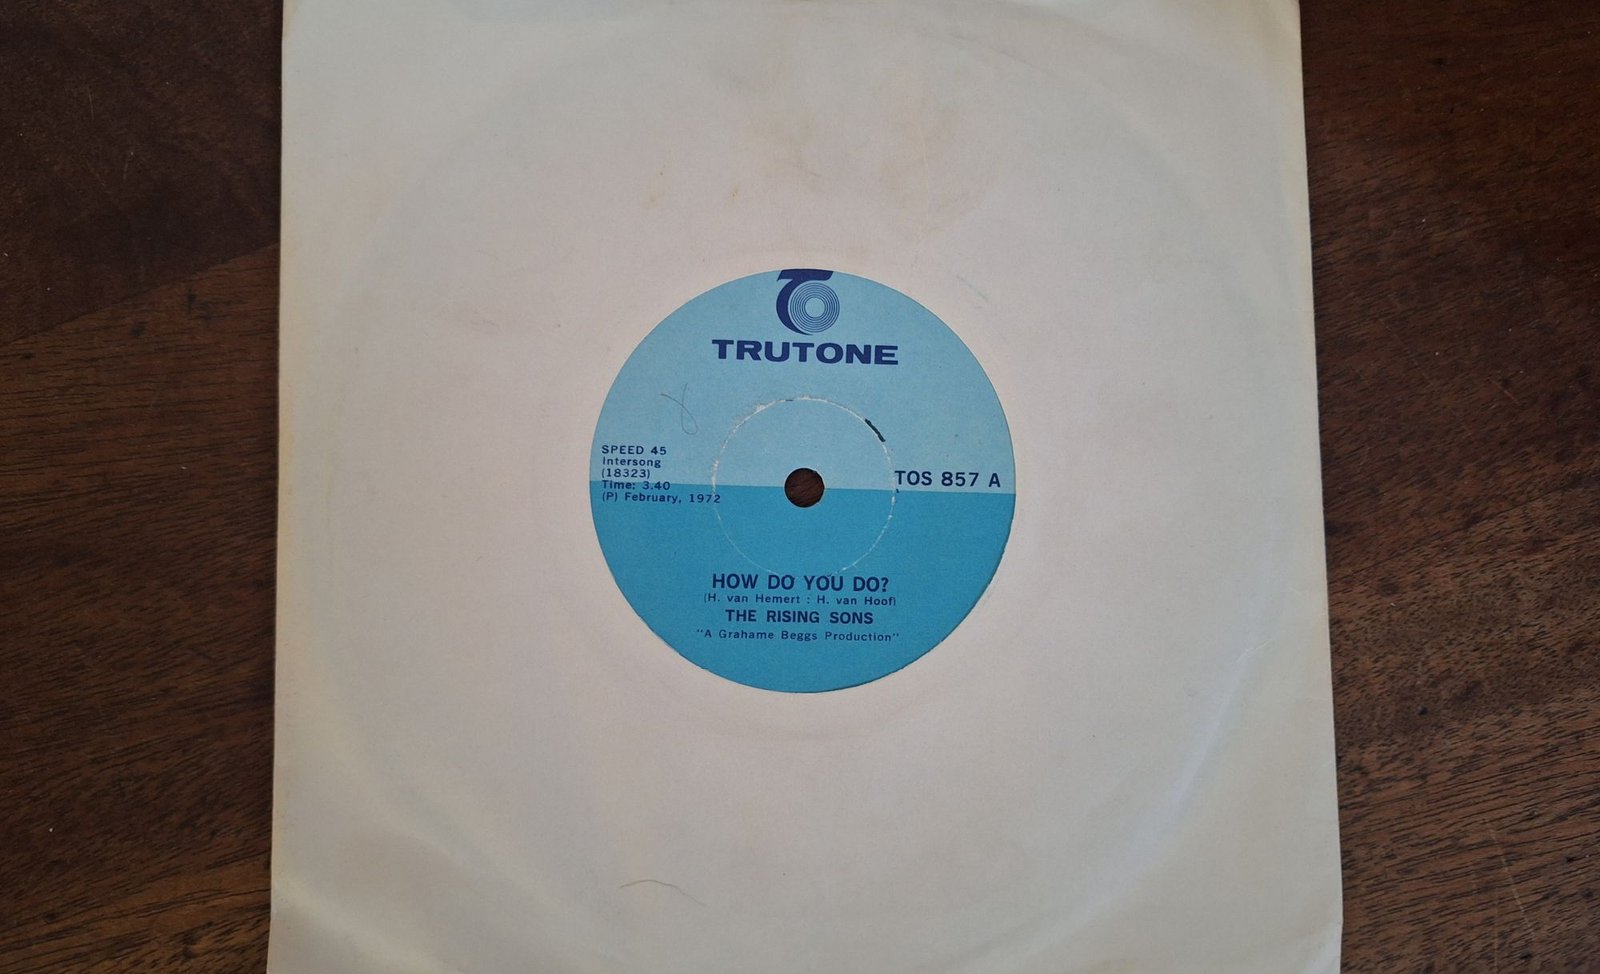 TRUTONE
SPEED 45
Intersong
(18323)
Time: 3.40
(P) February, 1972
TOS 857 A
HOW DO YOU DO?
(H. van Hemert : H. van Hoof)
THE RISING SONS
"A Grahame Beggs Production"